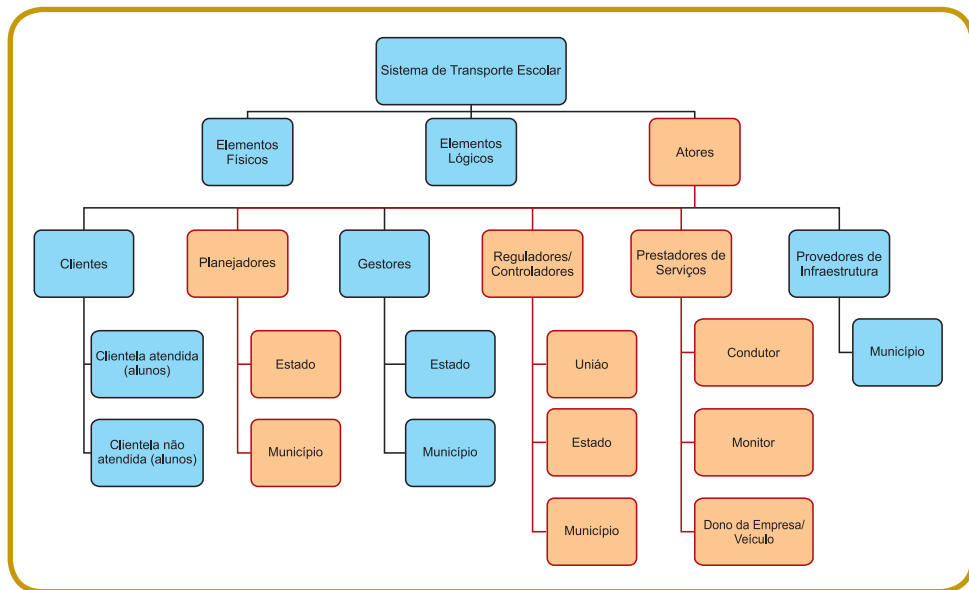 Sistema de Transporte Escolar
Elementos
Físicos
Elementos
Lógicos
Atores
Clientes
Planejadores
Gestores
Reguladores/
Controladores
Prestadores de
Serviços
Provedores de
Infraestrutura
Clientela atendida
(alunos)
Estado
Estado
União
Condutor
Município
Clientela não
atendida (alunos)
Município
Município
Estado
Monitor
Município
Dono da Empresa/
Veículo